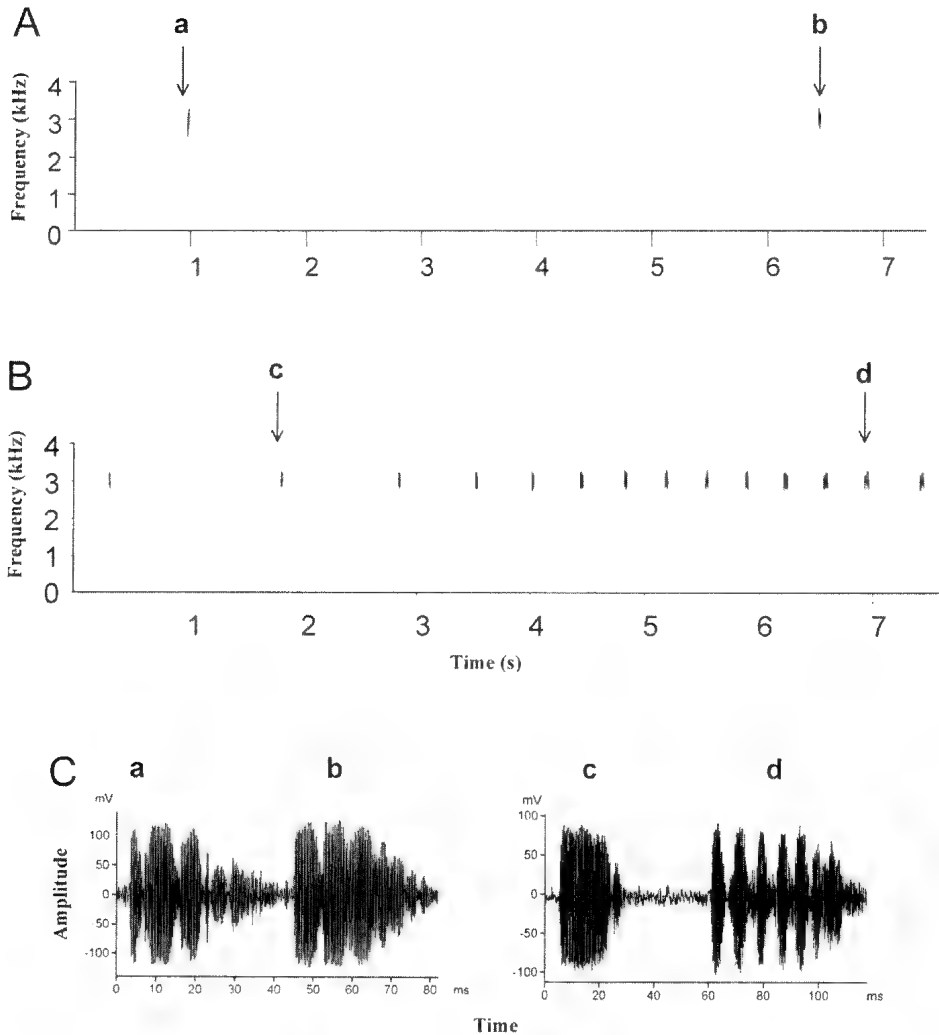 A
a
b
Frequency (kHz)
4
3
2
1
0
1 2 3 4 5 6 7
B
c
d
Frequency (kHz)
4
3
2
1
0
1 2 3 4 5 6 7
Time (s)
C
a b
c d
mV
100
50
0
-50
-100
0 10 20 30 40 50 60 70 80 ms
Amplitude
mV
100
50
0
-50
-100
0 20 40 60 80 100 ms
Time